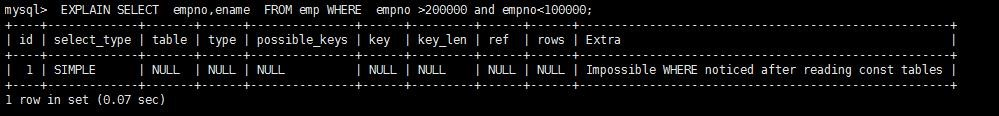 mysql>  EXPLAIN SELECT  empno,ename  FROM emp WHERE  empno >200000 and empno<100000;
+----+-------------+-------+------+---------------+------+---------+------+------+-----------------------------------------------------+
| id | select_type | table | type | possible_keys | key  | key_len | ref  | rows | Extra                                               |
+----+-------------+-------+------+---------------+------+---------+------+------+-----------------------------------------------------+
|  1 | SIMPLE      | NULL  | NULL | NULL          | NULL | NULL    | NULL | NULL | Impossible WHERE noticed after reading const tables |
+----+-------------+-------+------+---------------+------+---------+------+------+-----------------------------------------------------+
1 row in set (0.07 sec)